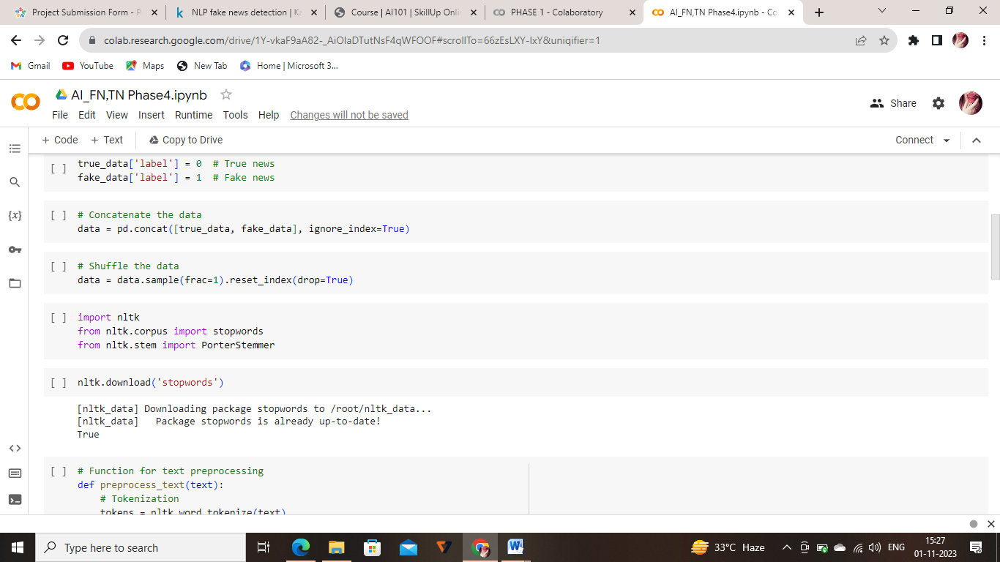 Project Submission Form - P
NLP fake news detection | Ka
Course | AI101 | SkillUp Onli
PHASE 1 - Colaboratory
AI_FN,TN Phase4.ipynb - Co
colab.research.google.com/drive/1Y-vkaF9aA82-_AiOlaDTutNsF4qWFOOF#scrollTo=66zEsLXY-IxY&uniqifier=1
Gmail
YouTube
Maps
New Tab
Home | Microsoft 3...
AI_FN,TN Phase4.ipynb
File Edit View Insert Runtime Tools Help Changes will not be saved
Share
+ Code + Text
Copy to Drive
Connect
[ ] true_data['label'] = 0  # True news
fake_data['label'] = 1  # Fake news
[ ] # Concatenate the data
data = pd.concat([true_data, fake_data], ignore_index=True)
[ ] # Shuffle the data
data = data.sample(frac=1).reset_index(drop=True)
[ ] import nltk
from nltk.corpus import stopwords
from nltk.stem import PorterStemmer
[ ] nltk.download('stopwords')
[nltk_data] Downloading package stopwords to /root/nltk_data...
[nltk_data]   Package stopwords is already up-to-date!
True
[ ] # Function for text preprocessing
def preprocess_text(text):
# Tokenization
tokens = nltk.word_tokenize(text)
Type here to search
33°C Haze
ENG
15:27
01-11-2023